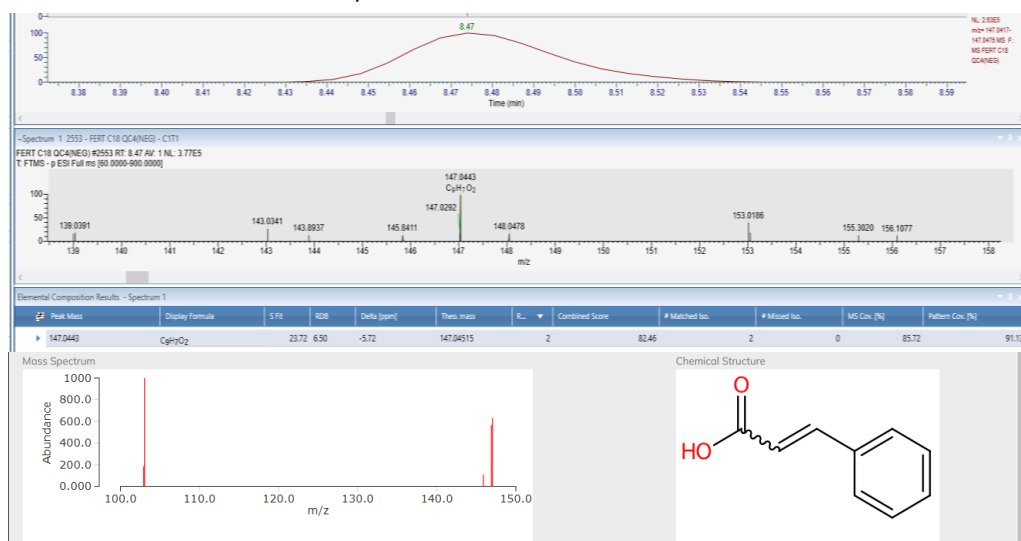 0
8.47
100
50
0
8.38 8.39 8.40 8.41 8.42 8.43 8.44 8.45 8.46 8.47 8.48 8.49 8.50 8.51 8.52 8.53 8.54 8.55 8.56 8.57 8.58 8.59
Time (min)
NL: 2.63E5
m/z= 147.0417-
147.0475 MS F:
MS FERT C18
QC4(NEG)
~Spectrum 1 2553 - FERT C18 QC4(NEG) - C1T1
FERT C18 QC4(NEG) #2553 RT: 8.47 AV: 1 NL: 3.77E5
T: FTMS - p ESI Full ms [60.0000-900.0000]
147.0443
C9H7O2
100
50
0
139.0391
143.0341
143.8937
145.8411
147.0292
148.0478
153.0186
155.3020
156.1077
139 140 141 142 143 144 145 146 147 148 149 150 151 152 153 154 155 156 157 158
m/z
Elemental Composition Results - Spectrum 1
Peak Mass Display Formula S Fit RDB Delta [ppm] Theo. mass R... Combined Score # Matched Iso. # Missed Iso. MS Cov. [%] Pattern Cov. [%]
147.0443 C9H7O2 23.72 6.50 -5.72 147.04515 2 82.46 2 0 85.72 91.13
Mass Spectrum
1000
800.0
600.0
400.0
200.0
0.000
Abundance
100.0 110.0 120.0 130.0 140.0 150.0
m/z
Chemical Structure
O
HO